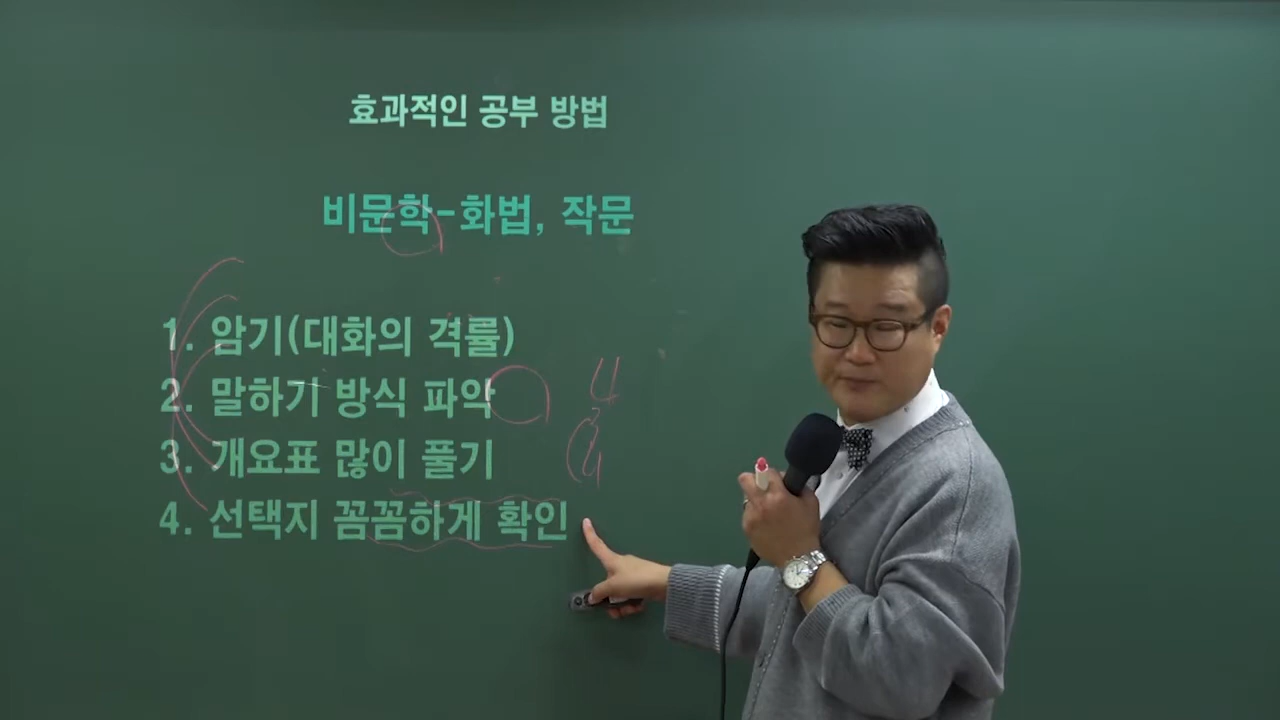 효과적인 공부 방법
비문학-화법, 작문
1. 암기(대화의 격률)
2. 말하기 방식 파악
3. 개요표 많이 풀기
4. 선택지 꼼꼼하게 확인